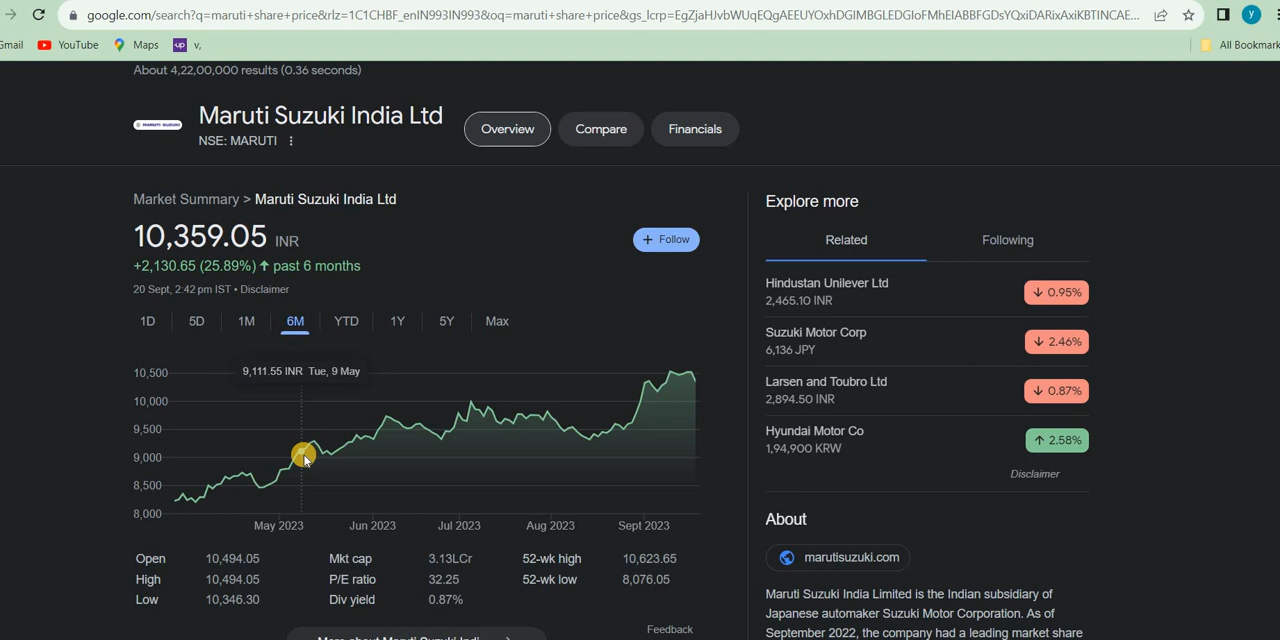 google.com/search?q=maruti+share+price&rlz=1C1CHBF_enIN993IN993&oq=maruti+share+price&gs_lcrp=EgZjaHJvbWUqEQgAEEUYOxhDGIMBGLEDGIoFMhEIABBFGDsYQxiDARixAxiKBTINCAE...
y
Gmail YouTube Maps up v, All Bookmark
About 4,22,00,000 results (0.36 seconds)
MARUTI SUZUKI
Maruti Suzuki India Ltd
NSE: MARUTI
Overview Compare Financials
Market Summary > Maruti Suzuki India Ltd
10,359.05 INR
+ Follow
+2,130.65 (25.89%) ↑ past 6 months
20 Sept, 2:42 pm IST • Disclaimer
1D 5D 1M 6M YTD 1Y 5Y Max
9,111.55 INR Tue, 9 May
10,500
10,000
9,500
9,000
8,500
8,000
May 2023 Jun 2023 Jul 2023 Aug 2023 Sept 2023
Open 10,494.05 Mkt cap 3.13LCr 52-wk high 10,623.65
High 10,494.05 P/E ratio 32.25 52-wk low 8,076.05
Low 10,346.30 Div yield 0.87%
Feedback
Explore more
Related Following
Hindustan Unilever Ltd
2,465.10 INR
↓ 0.95%
Suzuki Motor Corp
6,136 JPY
↓ 2.46%
Larsen and Toubro Ltd
2,894.50 INR
↓ 0.87%
Hyundai Motor Co
1,94,900 KRW
↑ 2.58%
Disclaimer
About
marutisuzuki.com
Maruti Suzuki India Limited is the Indian subsidiary of
Japanese automaker Suzuki Motor Corporation. As of
September 2022, the company had a leading market share